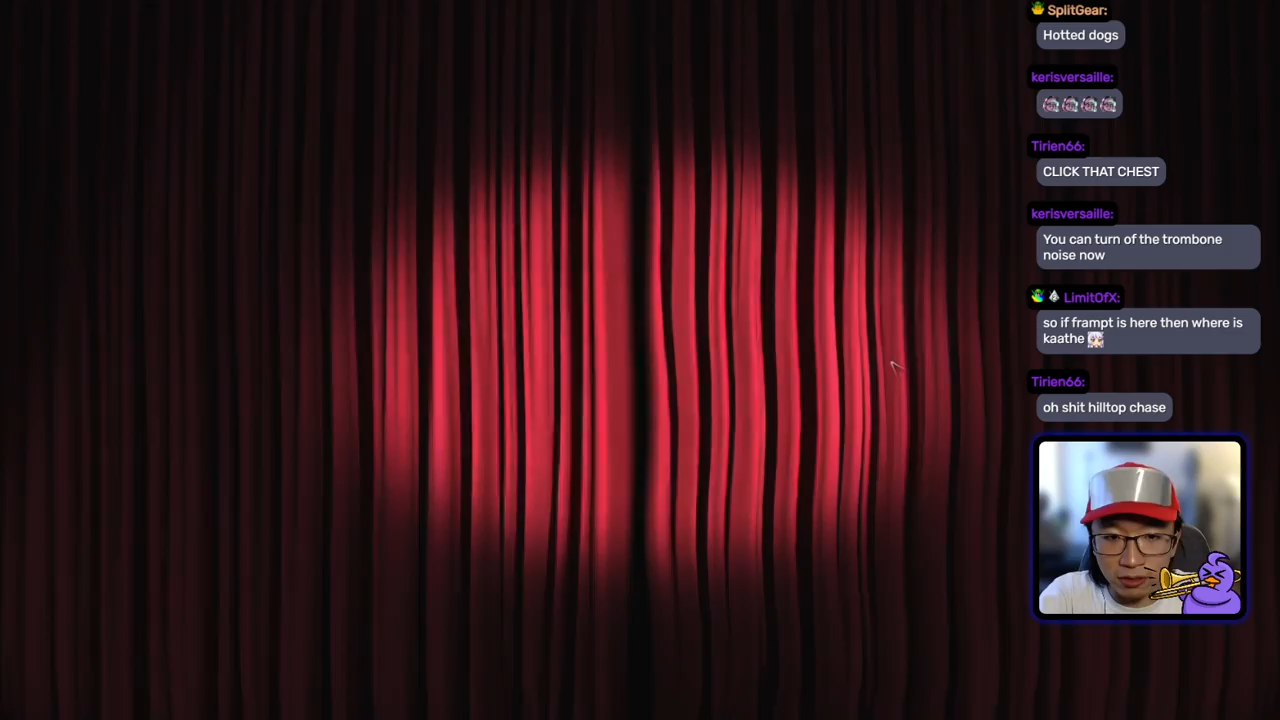 SplitGear:
Hotted dogs
kerisversaille:
Tirien66:
CLICK THAT CHEST
kerisversaille:
You can turn of the trombone
noise now
LimitOfX:
so if frampt is here then where is
kaathe
Tirien66:
oh shit hilltop chase